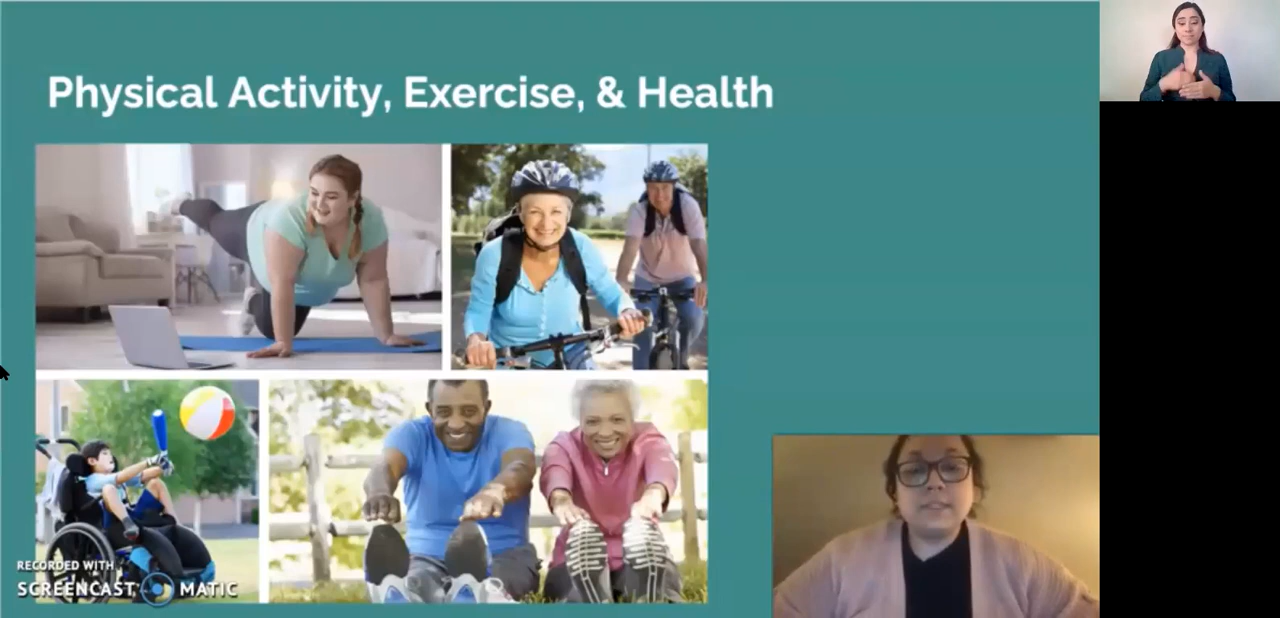 Physical Activity, Exercise, & Health
RECORDED WITH
SCREENCAST MATIC